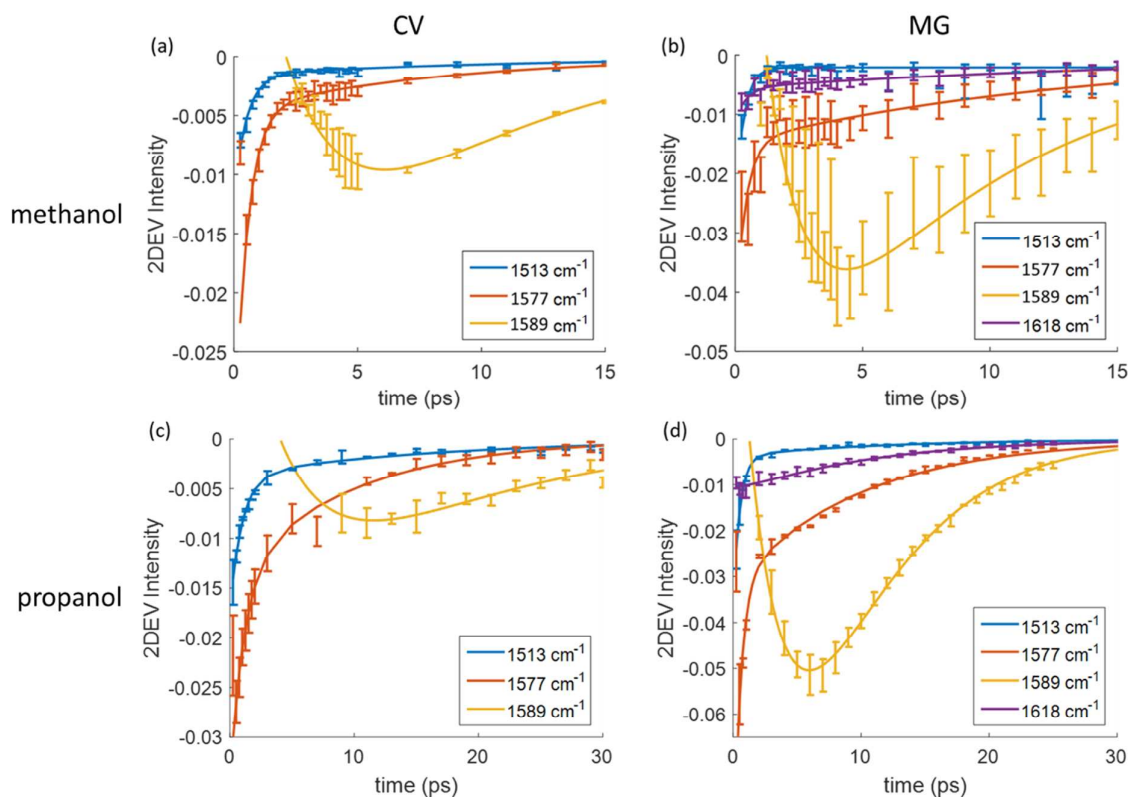 CV
MG
(a)
0
-0.005
-0.01
-0.015
-0.02
-0.025
2DEV Intensity
1513 cm⁻¹
1577 cm⁻¹
1589 cm⁻¹
0 5 10 15
time (ps)
(b)
0
-0.01
-0.02
-0.03
-0.04
-0.05
2DEV Intensity
1513 cm⁻¹
1577 cm⁻¹
1589 cm⁻¹
1618 cm⁻¹
0 5 10 15
time (ps)
methanol
(c)
0
-0.005
-0.01
-0.015
-0.02
-0.025
-0.03
2DEV Intensity
1513 cm⁻¹
1577 cm⁻¹
1589 cm⁻¹
0 10 20 30
time (ps)
(d)
0
-0.01
-0.02
-0.03
-0.04
-0.05
-0.06
2DEV Intensity
1513 cm⁻¹
1577 cm⁻¹
1589 cm⁻¹
1618 cm⁻¹
0 10 20 30
time (ps)
propanol